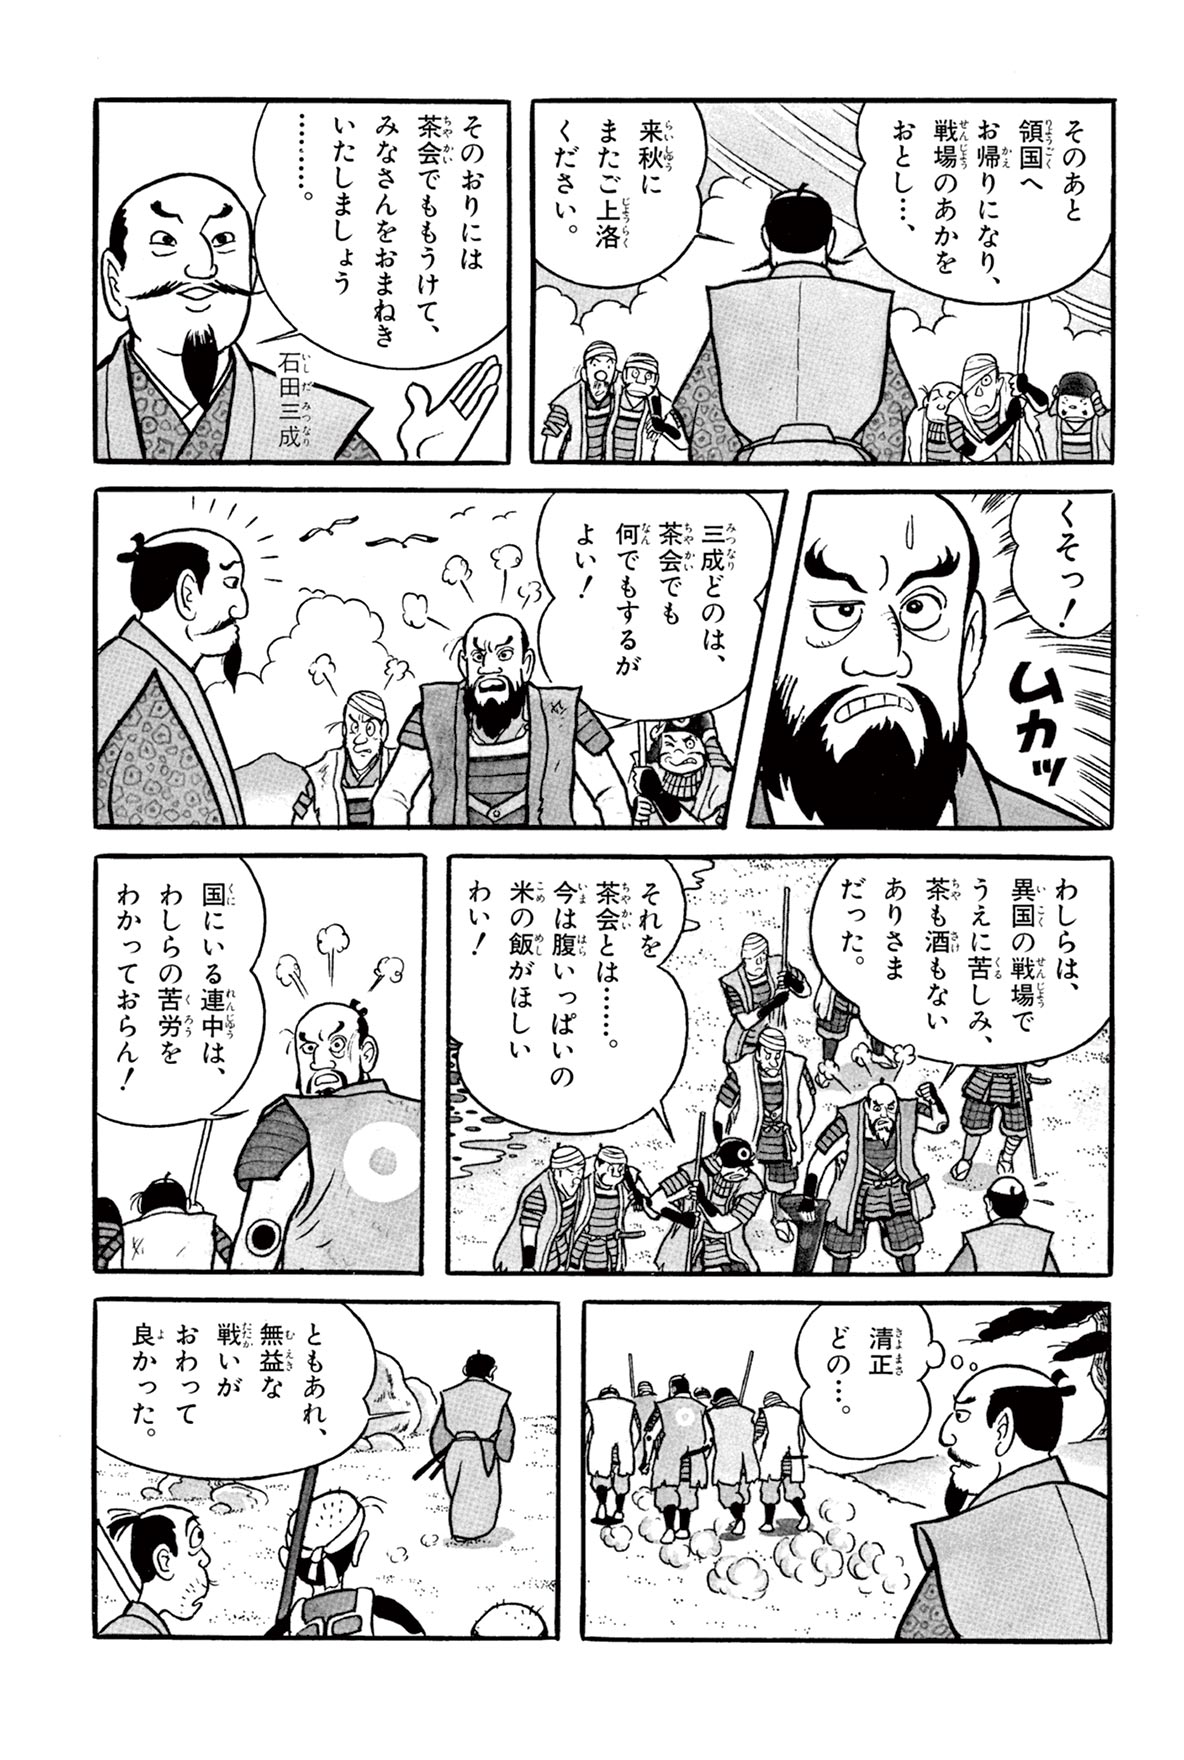 そのあと
領国へ
お帰りになり、
戦場のあかを
おとし…、
来秋に
またご上洛
ください。
そのおりには
茶会でももうけて、
みなさんをおまねき
いたしましょう
………。
石田三成
くそっ!
ムカッ
三成どのは、
茶会でも
何でもするが
よい!
わしらは、
異国の戦場で
うえに苦しみ、
茶も酒もない
ありさま
だった。
それを
茶会とは……。
今は腹いっぱいの
米の飯がほしい
わい!
国にいる連中は、
わしらの苦労を
わかっておらん!
清正
どの…。
ともあれ、
無益な
戦いが
おわって
良かった。